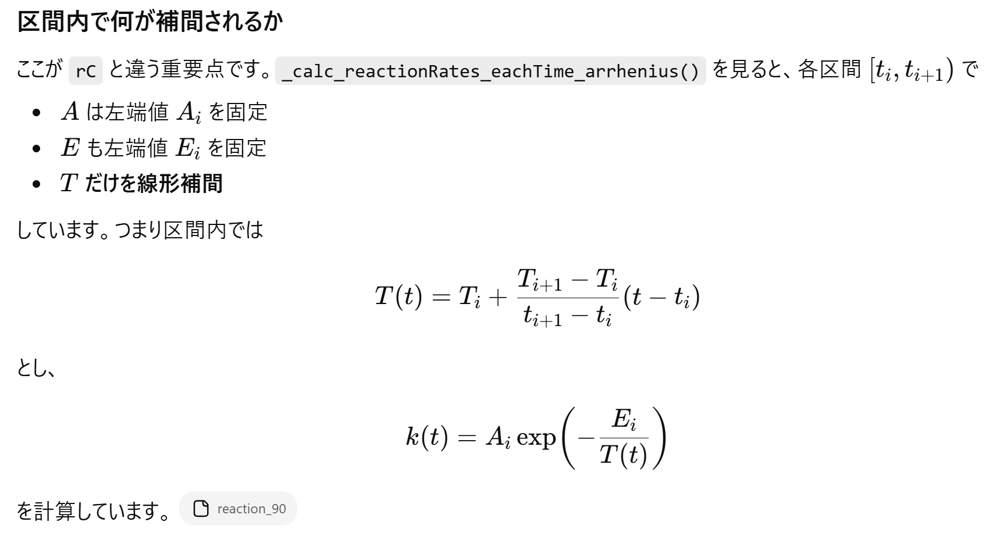 区間内で何が補間されるか
ここが rC と違う重要点です。_calc_reactionRates_eachTime_arrhenius() を見ると、各区間 $[t_i, t_{i+1})$ で
• $A$ は左端値 $A_i$ を固定
• $E$ も左端値 $E_i$ を固定
• $T$ だけを線形補間
しています。つまり区間内では
$T(t) = T_i + \frac{T_{i+1} - T_i}{t_{i+1} - t_i}(t - t_i)$
とし、
$k(t) = A_i \exp\left(-\frac{E_i}{T(t)}\right)$
を計算しています。 reaction_90